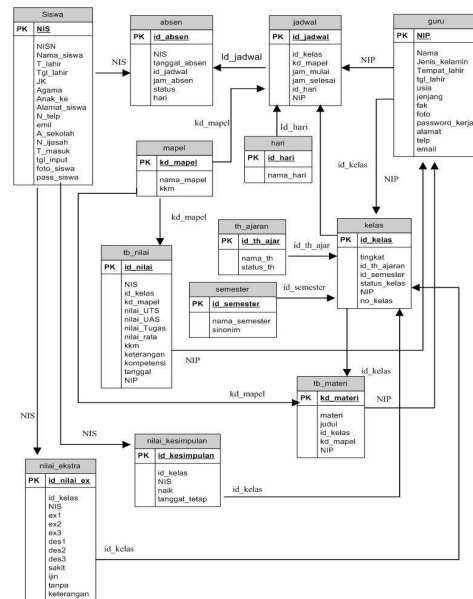 Siswa
PK NIS
NISN
Nama_siswa
T_lahir
Tgl_lahir
JK
Agama
Anak_ke
Alamat_siswa
N_telp
emil
A_sekolah
N_ijasah
T_masuk
tgl_input
foto_siswa
pass_siswa
NIS
absen
PK id_absen
NIS
tanggal_absen
id_jadwal
jam_absen
status
hari
Id_jadwal
jadwal
PK id_jadwal
id_kelas
kd_mapel
jam_mulai
jam_selesai
id_hari
NIP
NIP
guru
PK NIP
Nama
Jenis_kelamin
Tempat_lahir
tgl_lahir
usia
jenjang
fak
foto
password_kerja
alamat
telp
email
kd_mapel
Id_hari
hari
PK id_hari
nama_hari
id_kelas
NIP
mapel
PK kd_mapel
nama_mapel
kkm
kd_mapel
th_ajaran
PK id_th_ajar
nama_th
status_th
id_th_ajar
kelas
PK id_kelas
tingkat
id_th_ajaran
id_semester
status_kelas
NIP
no_kelas
tb_nilai
PK id_nilai
NIS
id_kelas
kd_mapel
nilai_UTS
nilai_UAS
nilai_Tugas
nilai_rata
kkm
keterangan
kompetensi
tanggal
NIP
semester
PK id_semester
nama_semester
sinonim
id_semester
NIP
id_kelas
kd_mapel
tb_materi
PK kd_materi
materi
judul
id_kelas
kd_mapel
NIP
NIP
NIS
NIS
nilai_kesimpulan
PK id_kesimpulan
id_kelas
NIS
naik
tanggal_tetap
id_kelas
nilai_ekstra
PK id_nilai_ex
id_kelas
NIS
ex1
ex2
ex3
des1
des2
des3
sakit
ijin
tanpa
keterangan
id_kelas